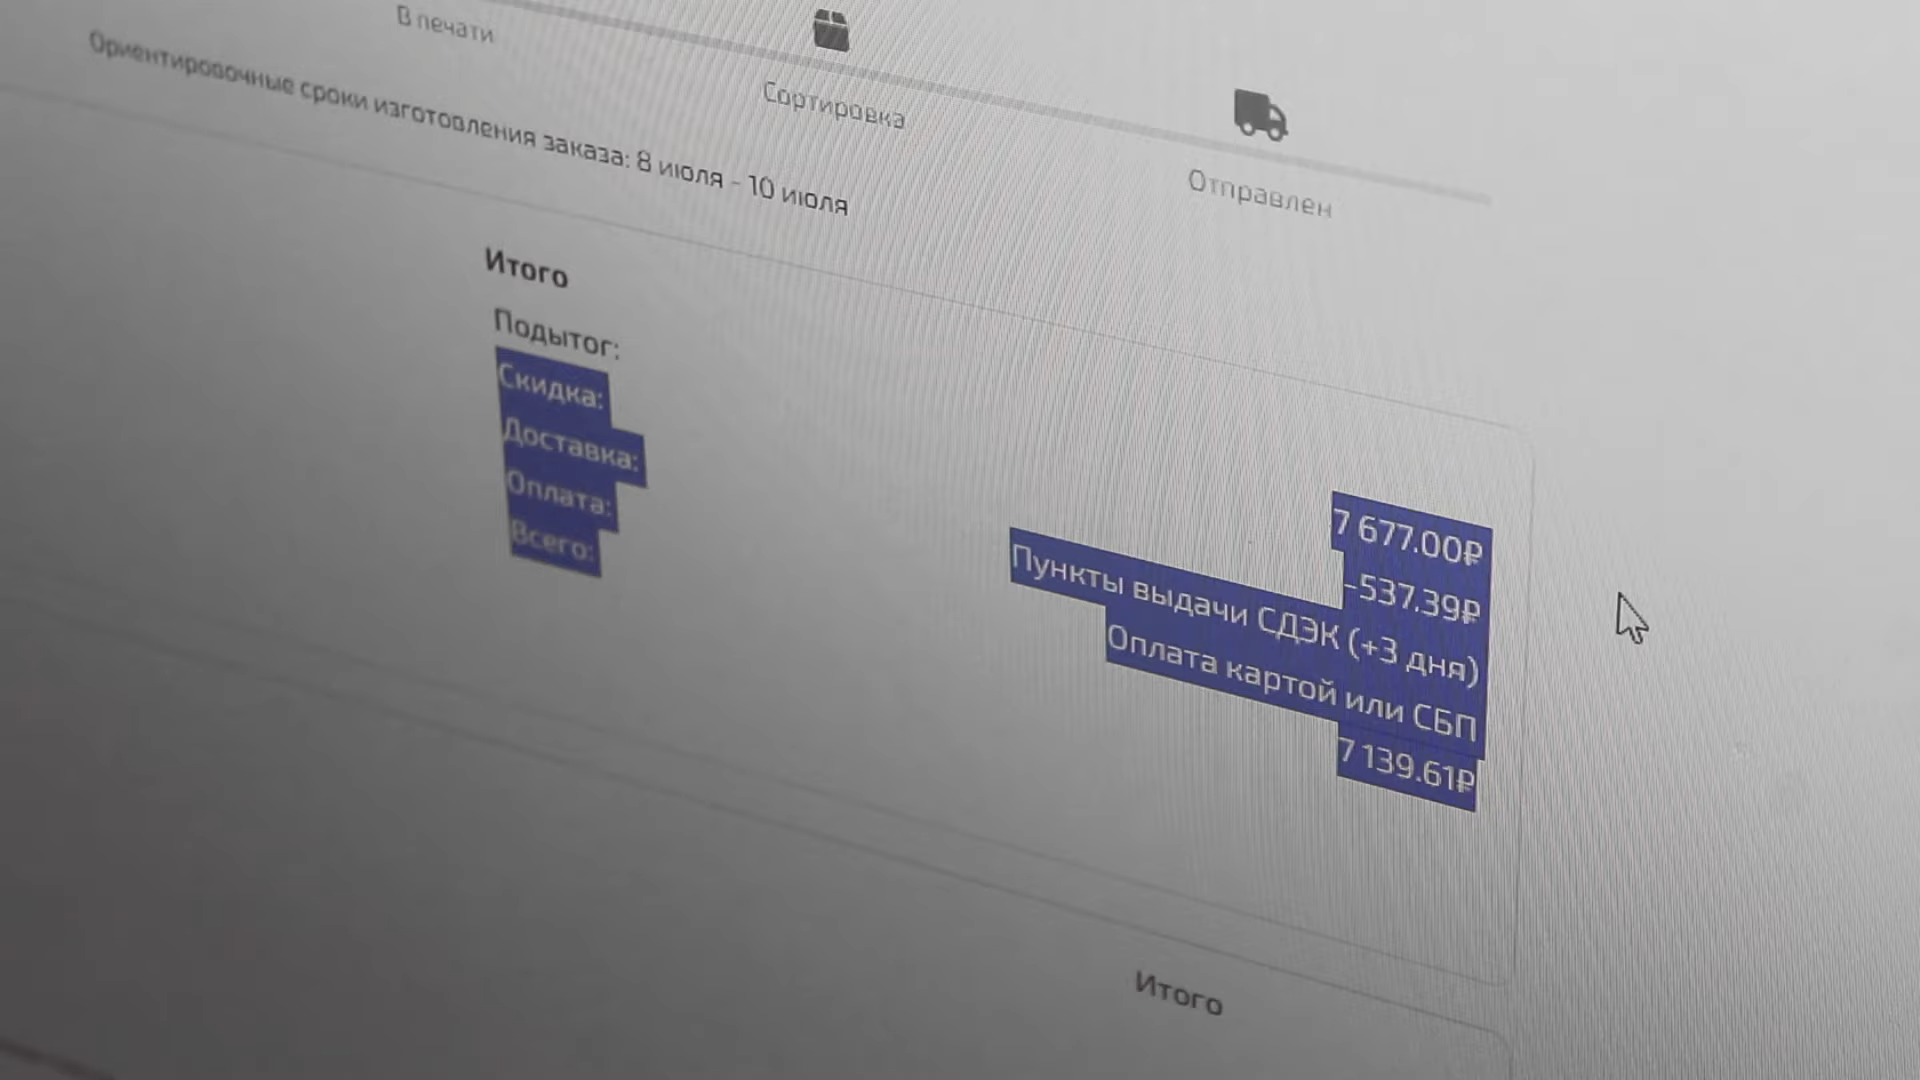 В печати
Сортировка
Отправлен
Ориентировочные сроки изготовления заказа: 8 июля - 10 июля
Итого
Подытог:
7 677.00₽
Скидка:
-537.39₽
Доставка:
Пункты выдачи СДЭК (+3 дня)
Оплата:
Оплата картой или СБП
Всего:
7 139.61₽
Итого